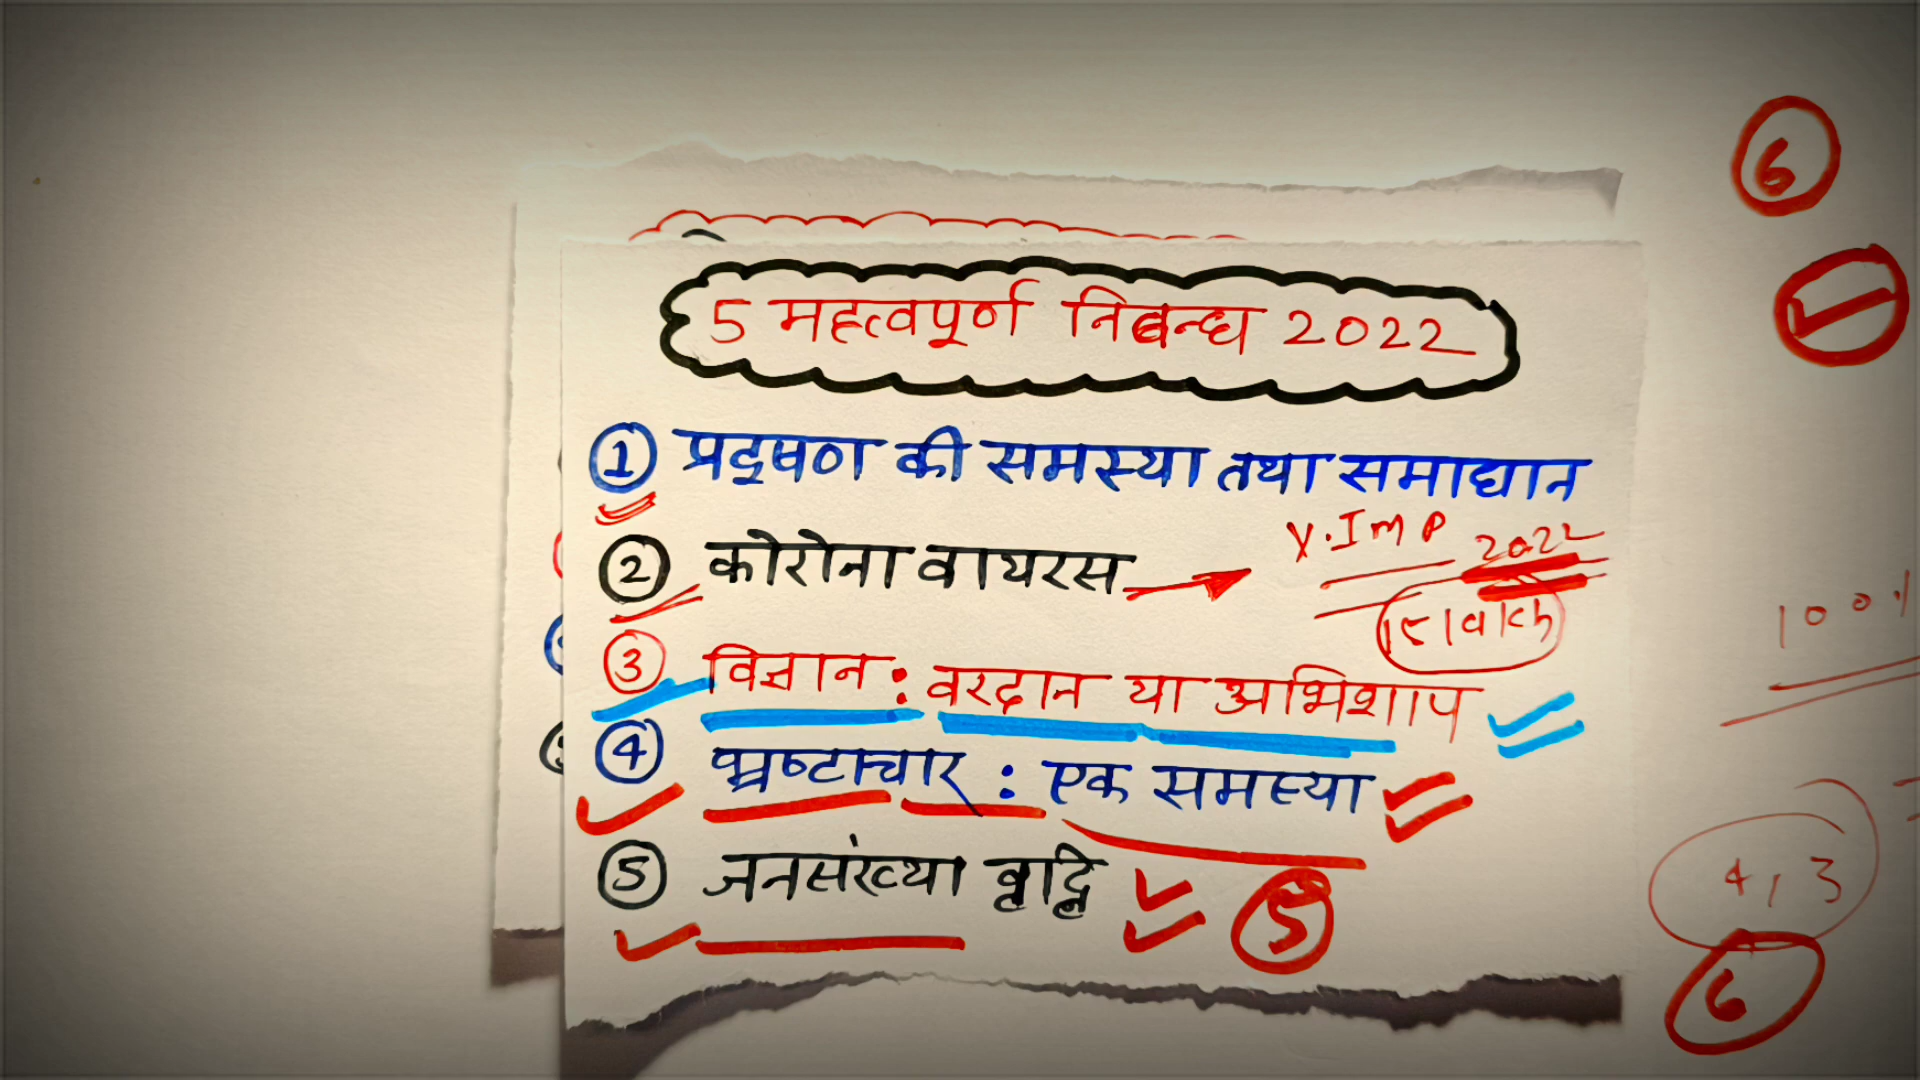 5 महत्वपूर्ण निबन्ध 2022
① प्रदूषण की समस्या तथा समाधान
② कोरोना वायरस
V.Imp 2022
③ विज्ञान : वरदान या अभिशाप
④ भ्रष्टाचार : एक समस्या
⑤ जनसंख्या वृद्धि
5
6
100%
4, 3
6